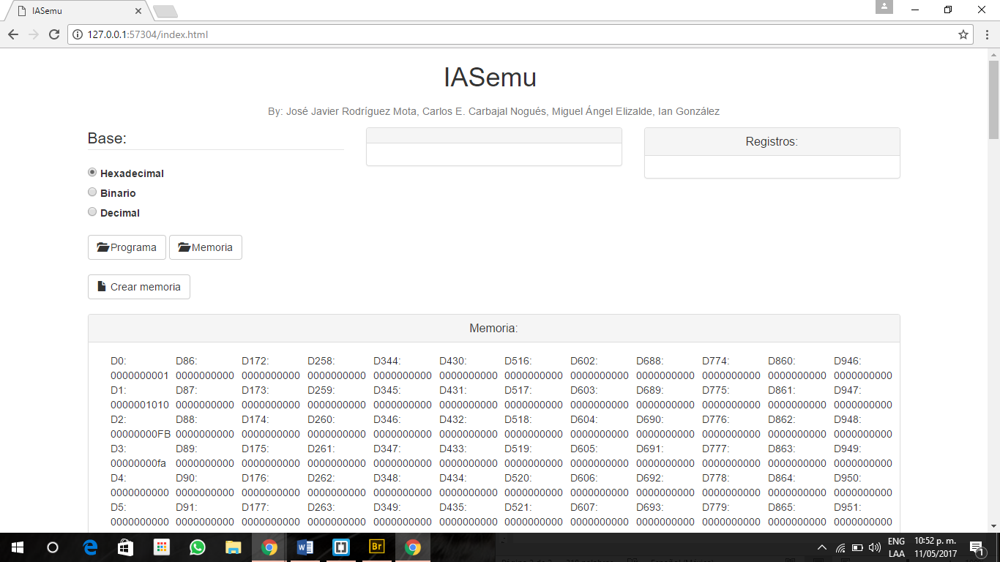 IASemu
127.0.0.1:57304/index.html
IASemu
By: José Javier Rodríguez Mota, Carlos E. Carbajal Nogués, Miguel Ángel Elizalde, Ian González
Base:
Registros:
Hexadecimal
Binario
Decimal
Programa Memoria
Crear memoria
Memoria:
D0: D86: D172: D258: D344: D430: D516: D602: D688: D774: D860: D946:
0000000001 0000000000 0000000000 0000000000 0000000000 0000000000 0000000000 0000000000 0000000000 0000000000 0000000000 0000000000
D1: D87: D173: D259: D345: D431: D517: D603: D689: D775: D861: D947:
0000001010 0000000000 0000000000 0000000000 0000000000 0000000000 0000000000 0000000000 0000000000 0000000000 0000000000 0000000000
D2: D88: D174: D260: D346: D432: D518: D604: D690: D776: D862: D948:
00000000FB 0000000000 0000000000 0000000000 0000000000 0000000000 0000000000 0000000000 0000000000 0000000000 0000000000 0000000000
D3: D89: D175: D261: D347: D433: D519: D605: D691: D777: D863: D949:
00000000fa 0000000000 0000000000 0000000000 0000000000 0000000000 0000000000 0000000000 0000000000 0000000000 0000000000 0000000000
D4: D90: D176: D262: D348: D434: D520: D606: D692: D778: D864: D950:
0000000000 0000000000 0000000000 0000000000 0000000000 0000000000 0000000000 0000000000 0000000000 0000000000 0000000000 0000000000
D5: D91: D177: D263: D349: D435: D521: D607: D693: D779: D865: D951:
0000000000 0000000000 0000000000 0000000000 0000000000 0000000000 0000000000 0000000000 0000000000 0000000000 0000000000 0000000000
Br
ENG 10:52 p. m.
LAA 11/05/2017
1